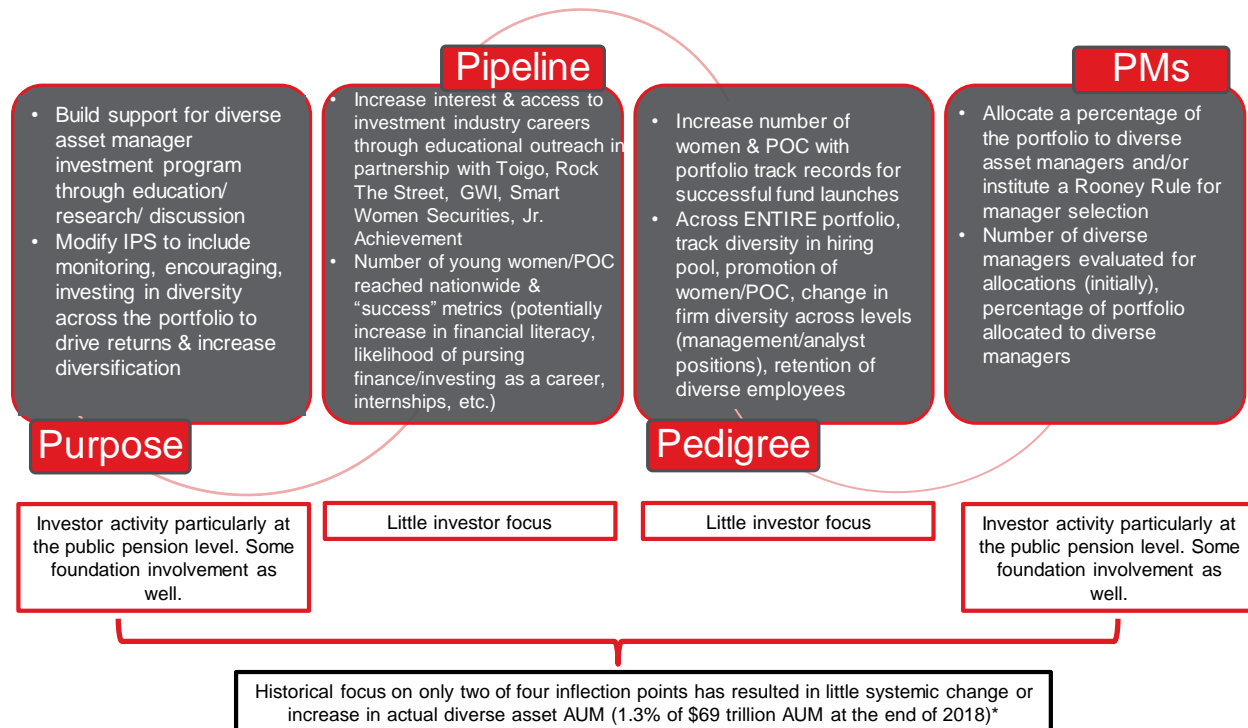 Purpose
• Build support for diverse
asset manager
investment program
through education/
research/ discussion
• Modify IPS to include
monitoring, encouraging,
investing in diversity
across the portfolio to
drive returns & increase
diversification
Pipeline
• Increase interest & access to
investment industry careers
through educational outreach in
partnership with Toigo, Rock
The Street, GWI, Smart
Women Securities, Jr.
Achievement
• Number of young women/POC
reached nationwide &
“success” metrics (potentially
increase in financial literacy,
likelihood of pursing
finance/investing as a career,
internships, etc.)
Pedigree
• Increase number of
women & POC with
portfolio track records for
successful fund launches
• Across ENTIRE portfolio,
track diversity in hiring
pool, promotion of
women/POC, change in
firm diversity across levels
(management/analyst
positions), retention of
diverse employees
PMs
• Allocate a percentage of
the portfolio to diverse
asset managers and/or
institute a Rooney Rule for
manager selection
• Number of diverse
managers evaluated for
allocations (initially),
percentage of portfolio
allocated to diverse
managers
Investor activity particularly at
the public pension level. Some
foundation involvement as
well.
Little investor focus
Little investor focus
Investor activity particularly at
the public pension level. Some
foundation involvement as
well.
Historical focus on only two of four inflection points has resulted in little systemic change or
increase in actual diverse asset AUM (1.3% of $69 trillion AUM at the end of 2018)*